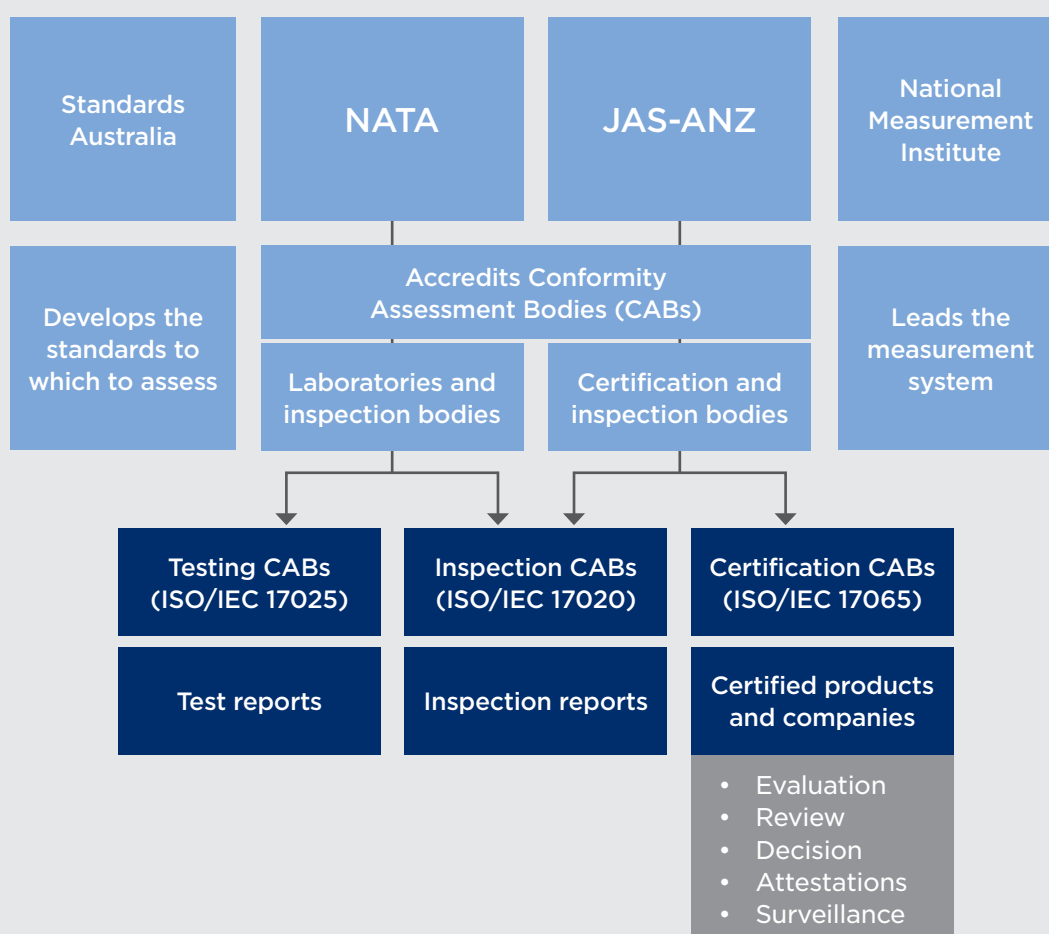 Standards
Australia
NATA
JAS-ANZ
National
Measurement
Institute
Develops the
standards to
which to assess
Accredits Conformity
Assessment Bodies (CABs)
Leads the
measurement
system
Laboratories and
inspection bodies
Certification and
inspection bodies
Testing CABs
(ISO/IEC 17025)
Inspection CABs
(ISO/IEC 17020)
Certification CABs
(ISO/IEC 17065)
Test reports
Inspection reports
Certified products
and companies
• Evaluation
• Review
• Decision
• Attestations
• Surveillance